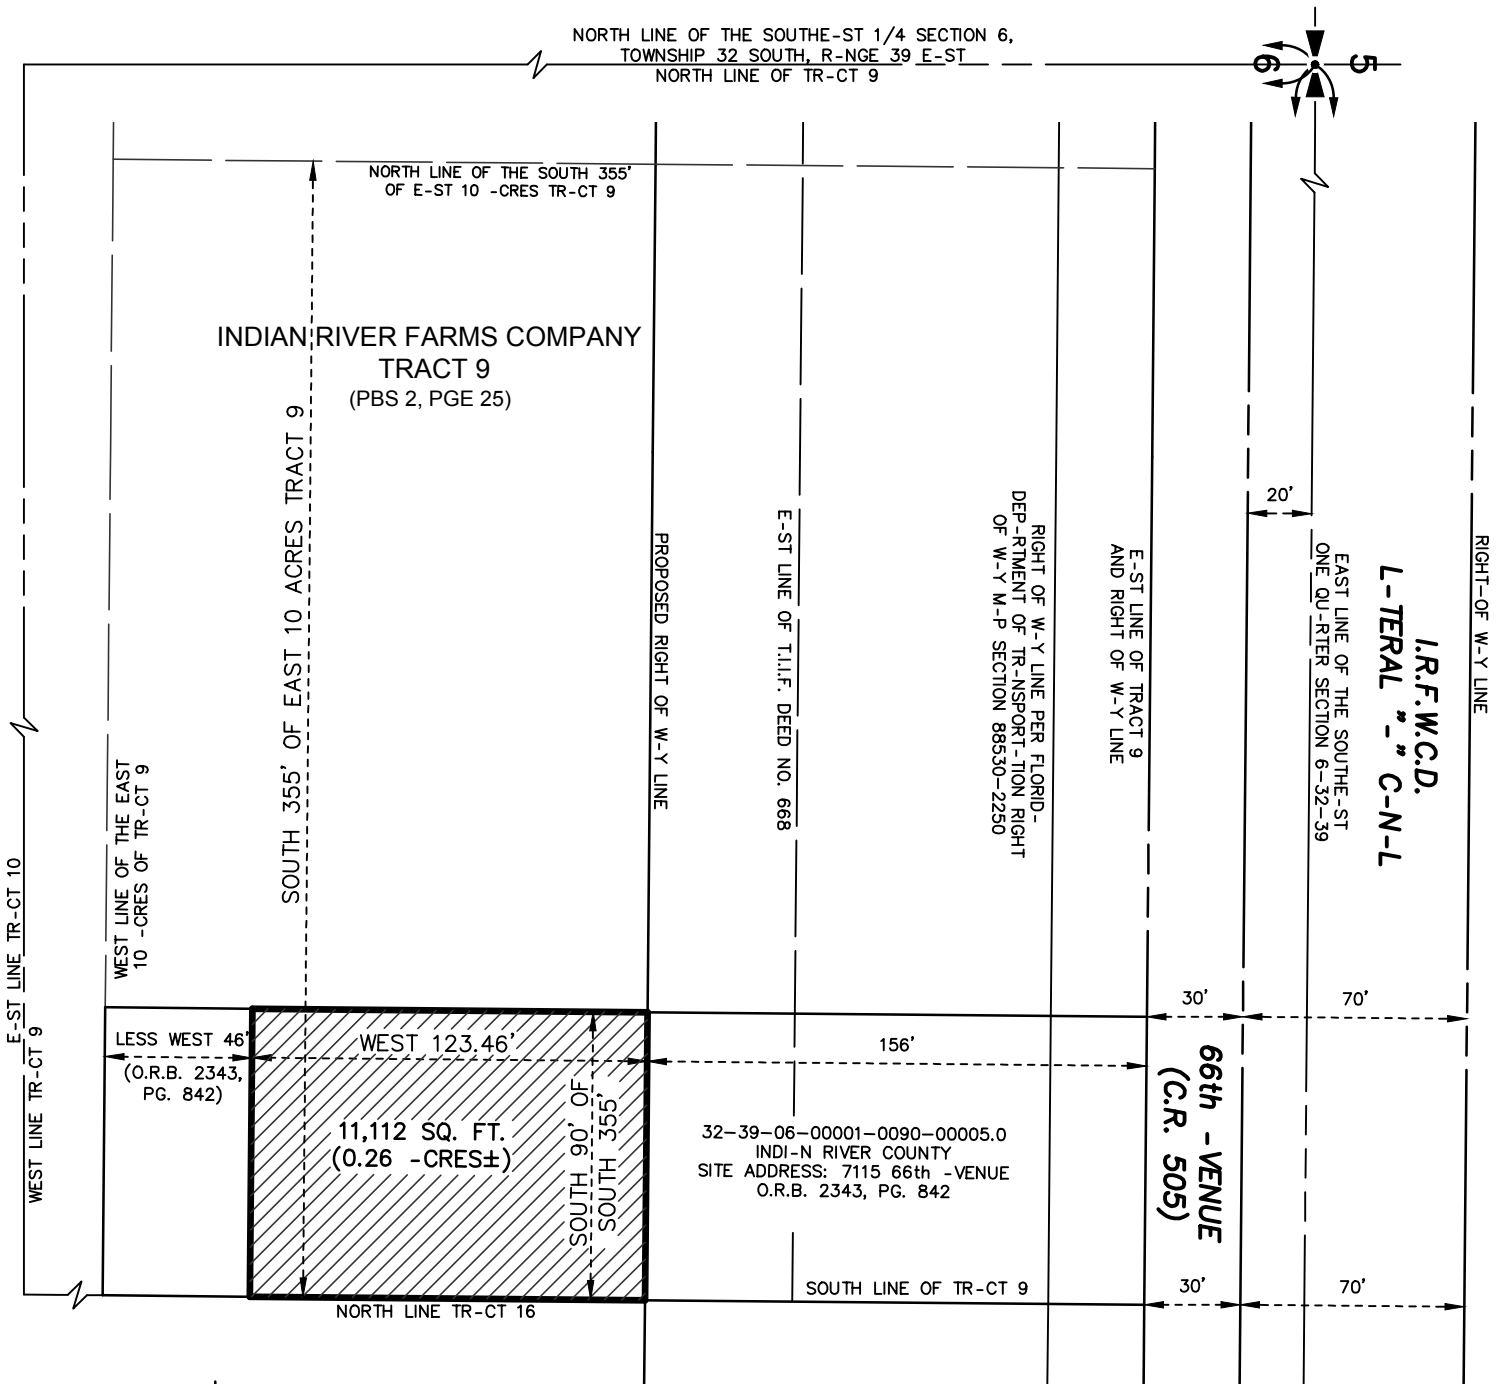 NORTH LINE OF THE SOUTHE-ST 1/4 SECTION 6,
TOWNSHIP 32 SOUTH, R-NGE 39 E-ST
NORTH LINE OF TR-CT 9
6
5
NORTH LINE OF THE SOUTH 355'
OF E-ST 10 -CRES TR-CT 9
INDIAN RIVER FARMS COMPANY
TRACT 9
(PBS 2, PGE 25)
SOUTH 355' OF EAST 10 ACRES TRACT 9
PROPOSED RIGHT OF W-Y LINE
E-ST LINE OF T.I.I.F. DEED NO. 668
RIGHT OF W-Y LINE PER FLORID-
DEP-RTMENT OF TR-NSPORT-TION RIGHT
OF W-Y M-P SECTION 88530-2250
E-ST LINE OF TRACT 9
AND RIGHT OF W-Y LINE
20'
EAST LINE OF THE SOUTHE-ST
ONE QU-RTER SECTION 6-32-39
I.R.F.W.C.D.
L-TERAL "-" C-N-L
RIGHT-OF W-Y LINE
WEST LINE OF THE EAST
10 -CRES OF TR-CT 9
E-ST LINE TR-CT 10
WEST LINE TR-CT 9
LESS WEST 46'
(O.R.B. 2343,
PG. 842)
WEST 123.46'
156'
30'
70'
11,112 SQ. FT.
(0.26 -CRES±)
SOUTH 90' OF
SOUTH 355'
32-39-06-00001-0090-00005.0
INDI-N RIVER COUNTY
SITE ADDRESS: 7115 66th -VENUE
O.R.B. 2343, PG. 842
66th -VENUE
(C.R. 505)
SOUTH LINE OF TR-CT 9
30'
70'
NORTH LINE TR-CT 16